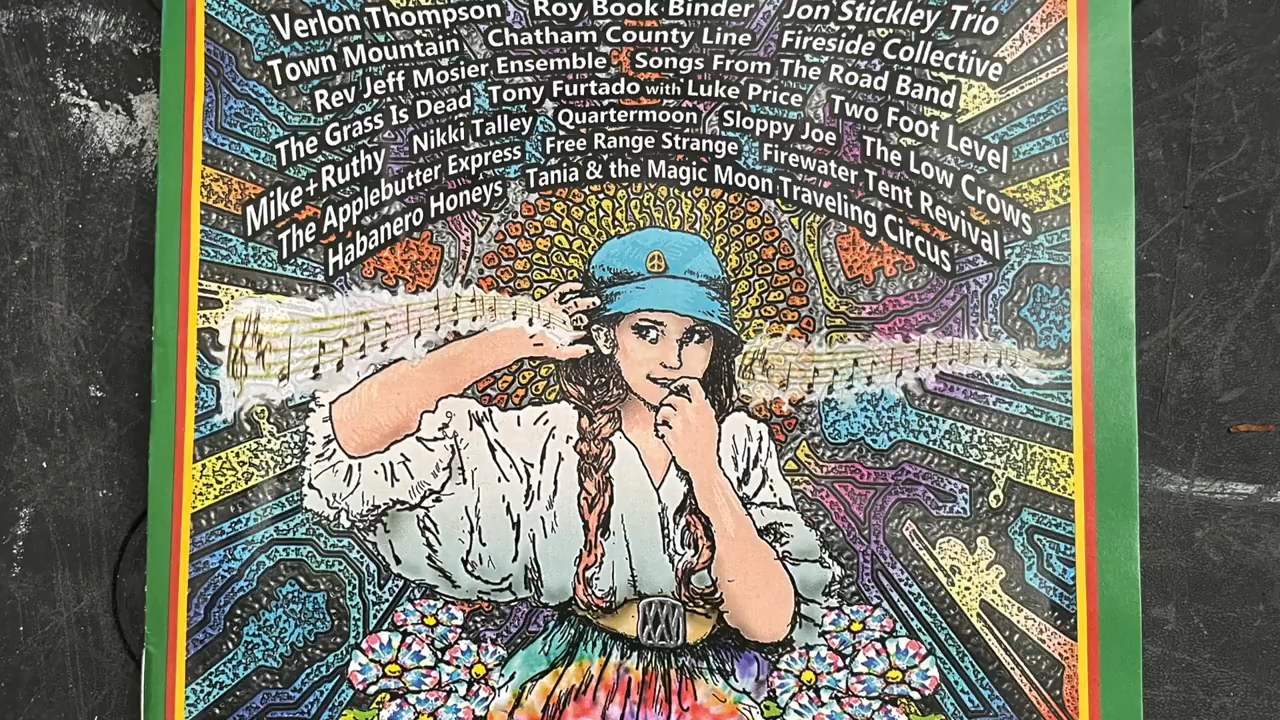 Verlon Thompson Roy Book Binder Jon Stickley Trio
Town Mountain Chatham County Line Fireside Collective
Rev Jeff Mosier Ensemble Songs From The Road Band
The Grass Is Dead Tony Furtado with Luke Price Two Foot Level
Mike+Ruthy Nikki Talley Quartermoon Sloppy Joe The Low Crows
The Applebutter Express Free Range Strange Firewater Tent Revival
Habanero Honeys Tania & the Magic Moon Traveling Circus
XXV